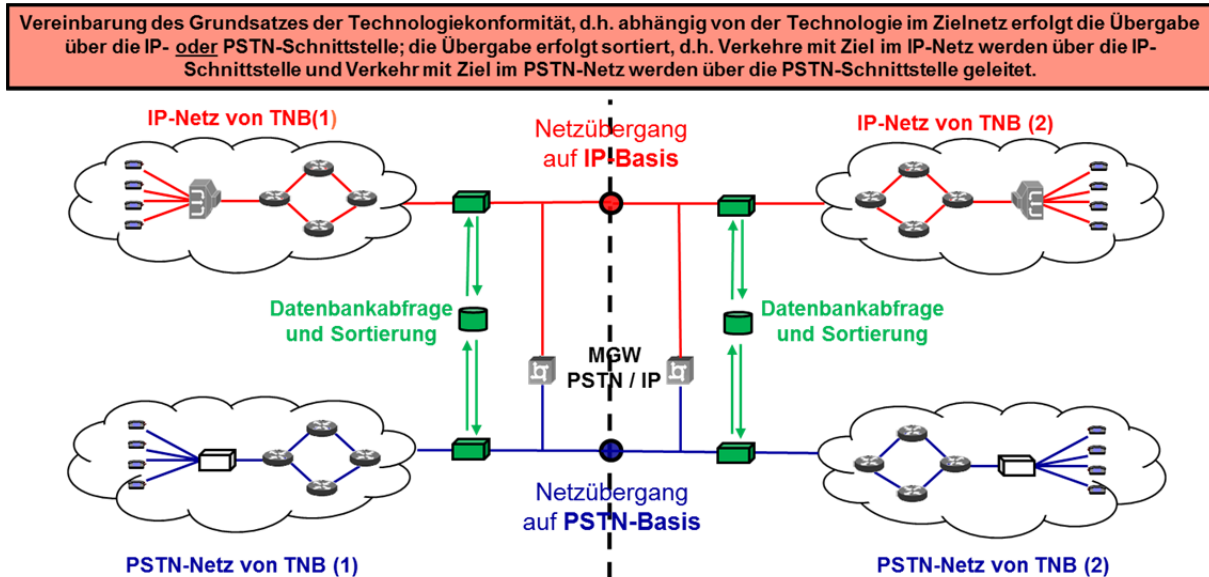 Vereinbarung des Grundsatzes der Technologiekonformität, d.h. abhängig von der Technologie im Zielnetz erfolgt die Übergabe
über die IP- oder PSTN-Schnittstelle; die Übergabe erfolgt sortiert, d.h. Verkehre mit Ziel im IP-Netz werden über die IP-
Schnittstelle und Verkehr mit Ziel im PSTN-Netz werden über die PSTN-Schnittstelle geleitet.
IP-Netz von TNB(1)
Netzübergang
auf IP-Basis
IP-Netz von TNB (2)
Datenbankabfrage
und Sortierung
MGW
PSTN / IP
Datenbankabfrage
und Sortierung
Netzübergang
auf PSTN-Basis
PSTN-Netz von TNB (1)
PSTN-Netz von TNB (2)